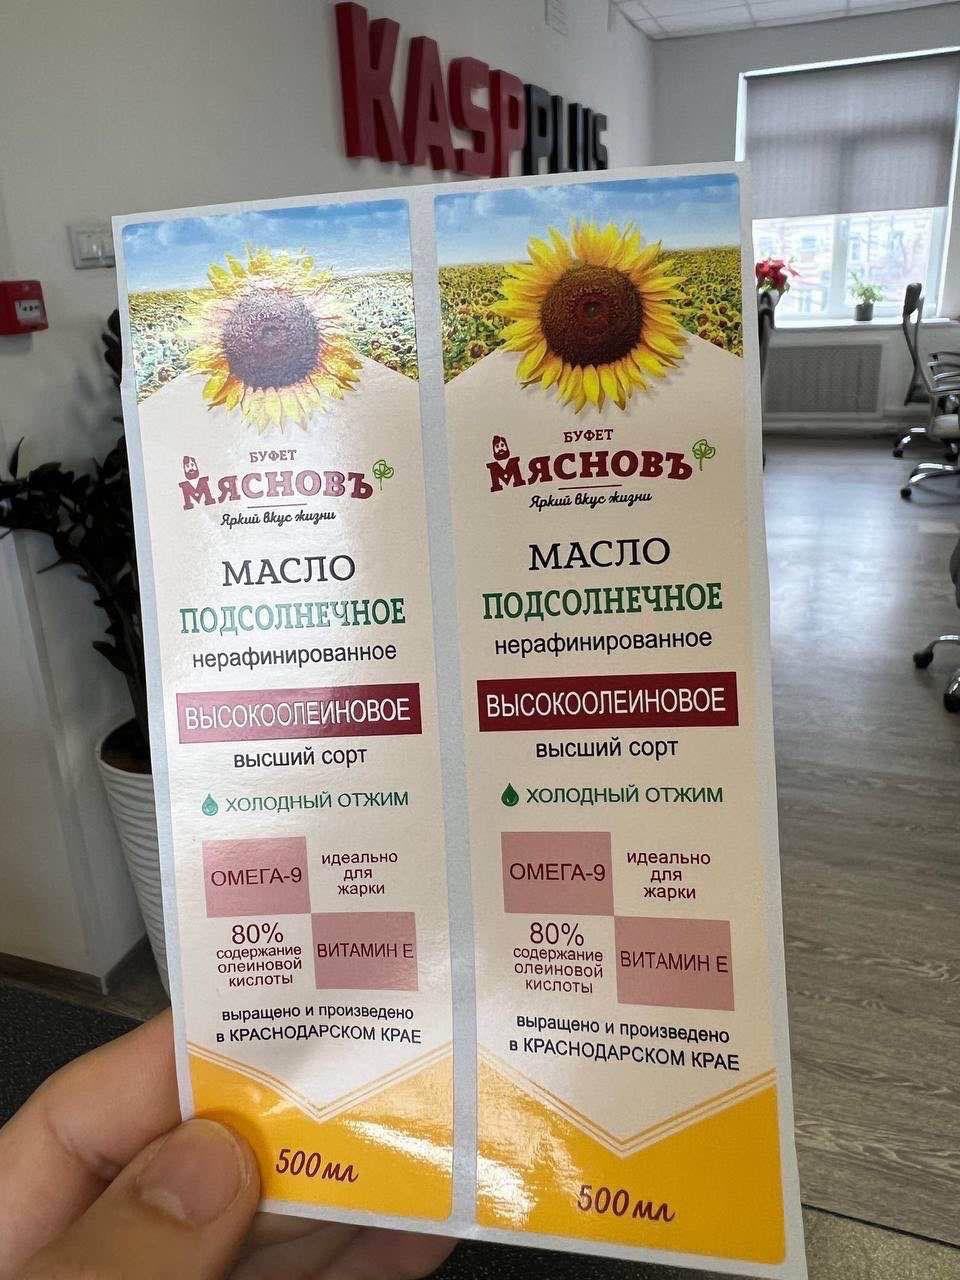 KASPPLUS
БУФЕТ
МЯСНОВЪ
Яркий вкус жизни
МАСЛО
ПОДСОЛНЕЧНОЕ
нерафинированное
ВЫСОКООЛЕИНОВОЕ
высший сорт
ХОЛОДНЫЙ ОТЖИМ
ОМЕГА-9
идеально
для
жарки
80%
содержание
олеиновой
кислоты
ВИТАМИН Е
выращено и произведено
в КРАСНОДАРСКОМ КРАЕ
500мл
БУФЕТ
МЯСНОВЪ
Яркий вкус жизни
МАСЛО
ПОДСОЛНЕЧНОЕ
нерафинированное
ВЫСОКООЛЕИНОВОЕ
высший сорт
ХОЛОДНЫЙ ОТЖИМ
ОМЕГА-9
идеально
для
жарки
80%
содержание
олеиновой
кислоты
ВИТАМИН Е
выращено и произведено
в КРАСНОДАРСКОМ КРАЕ
500мл